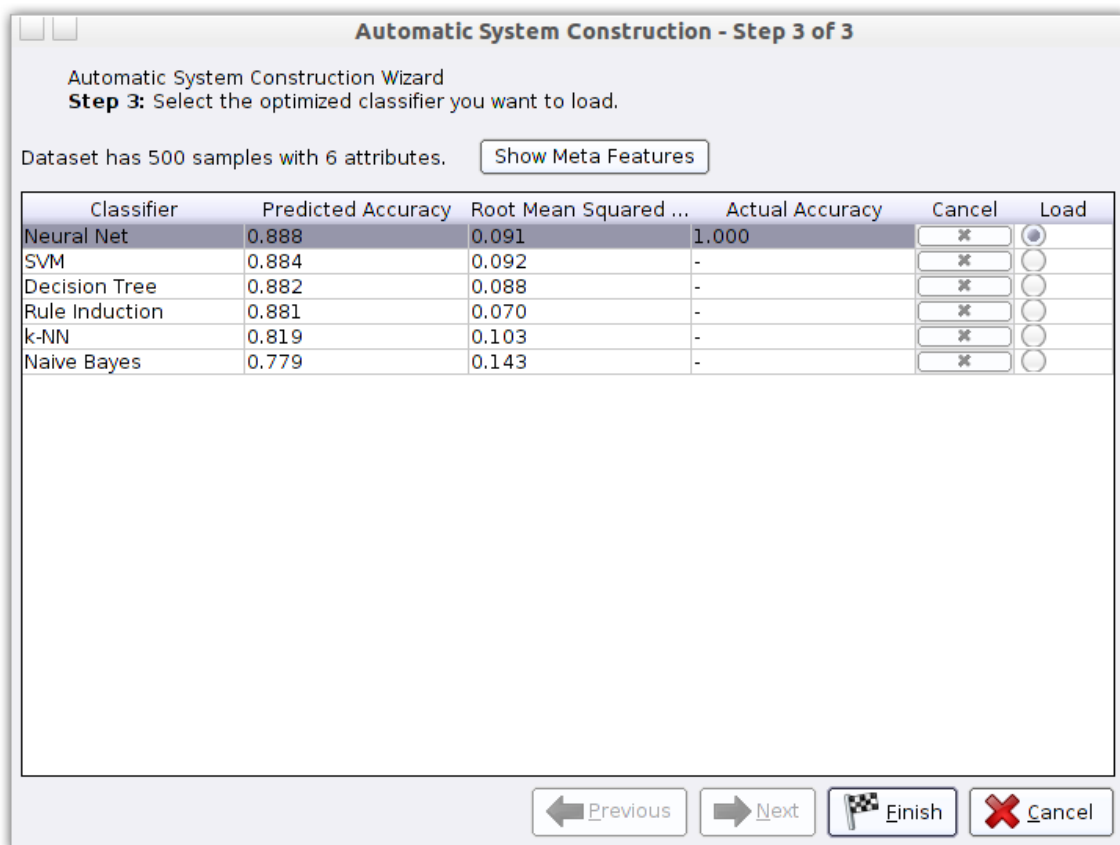 Automatic System Construction - Step 3 of 3
Automatic System Construction Wizard
Step 3: Select the optimized classifier you want to load.
Dataset has 500 samples with 6 attributes. Show Meta Features
Classifier Predicted Accuracy Root Mean Squared ... Actual Accuracy Cancel Load
Neural Net 0.888 0.091 1.000
SVM 0.884 0.092 -
Decision Tree 0.882 0.088 -
Rule Induction 0.881 0.070 -
k-NN 0.819 0.103 -
Naive Bayes 0.779 0.143 -
Previous Next Finish Cancel